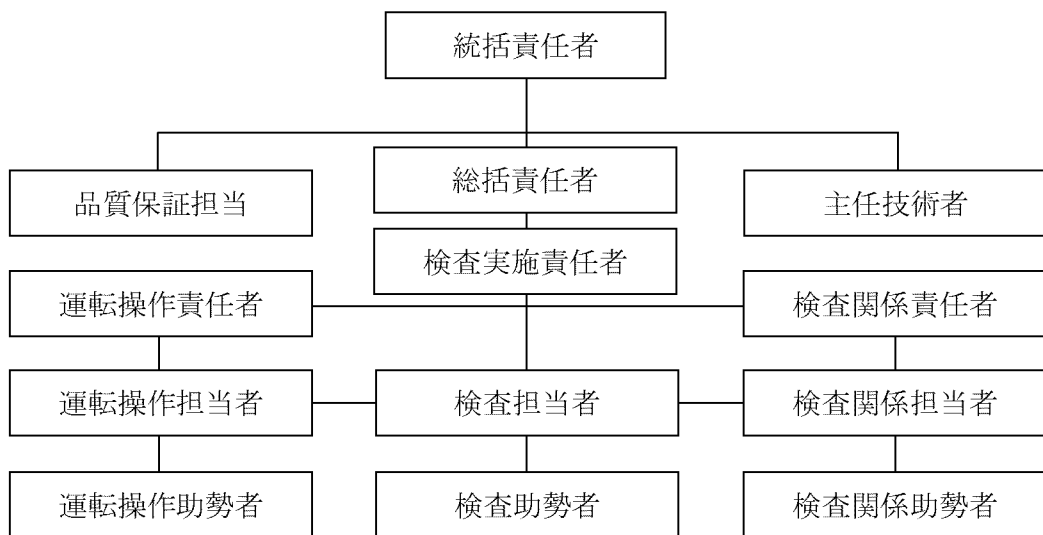 統括責任者
品質保証担当
総括責任者
主任技術者
検査実施責任者
運転操作責任者
検査関係責任者
運転操作担当者
検査担当者
検査関係担当者
運転操作助勢者
検査助勢者
検査関係助勢者